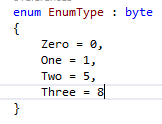 enum EnumType : byte
{
    Zero = 0,
    One = 1,
    Two = 5,
    Three = 8
}